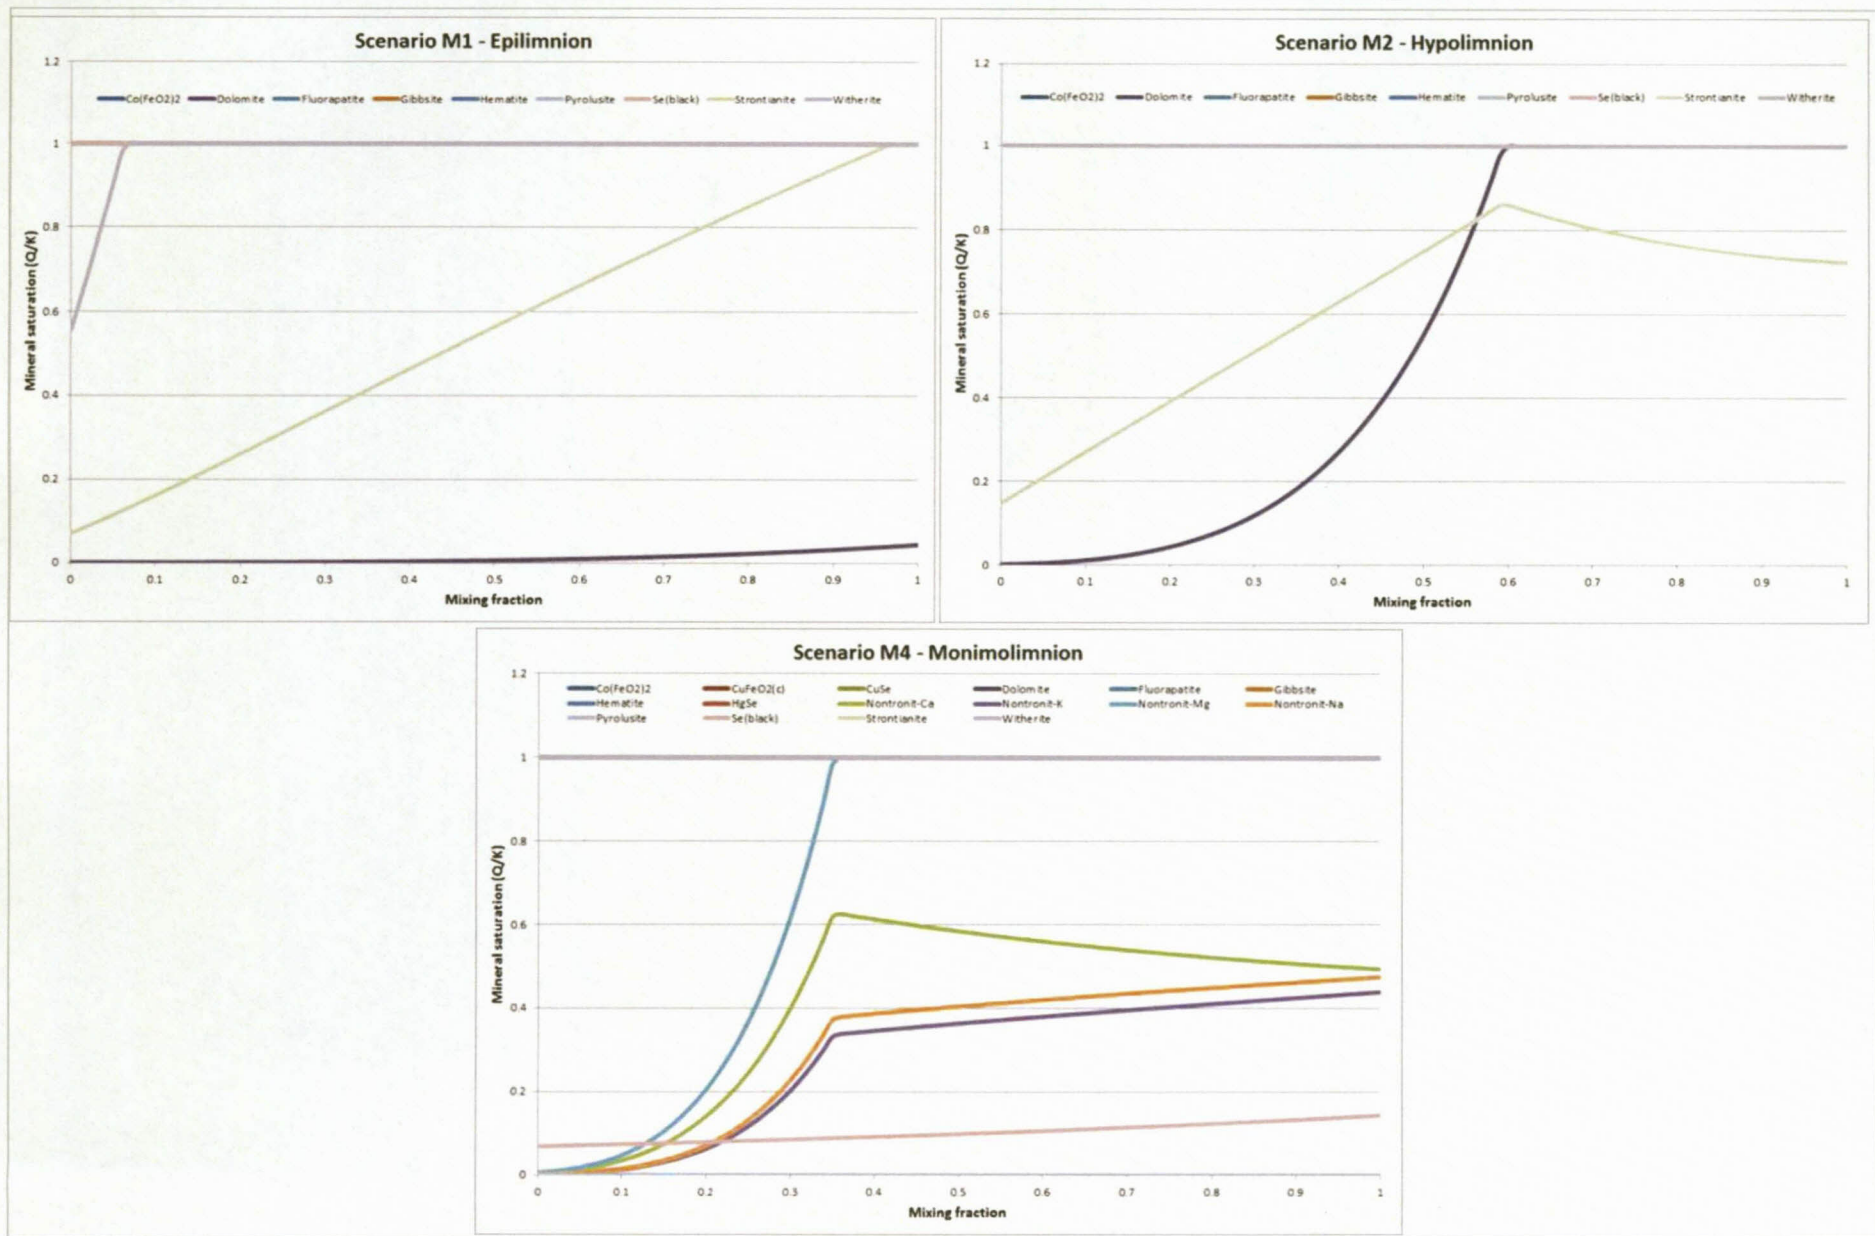 Scenario M1 - Epilimnion
1.2
Co(FeO2)2 Dolomite Fluorapatite Gibbsite Hematite Pyrolusite Se(black) Strontianite Witherite
1
0.8
0.6
0.4
0.2
0
Mineral saturation (Q/K)
0 0.1 0.2 0.3 0.4 0.5 0.6 0.7 0.8 0.9 1
Mixing fraction
Scenario M2 - Hypolimnion
1.2
Co(FeO2)2 Dolomite Fluorapatite Gibbsite Hematite Pyrolusite Se(black) Strontianite Witherite
1
0.8
0.6
0.4
0.2
0
Mineral saturation (Q/K)
0 0.1 0.2 0.3 0.4 0.5 0.6 0.7 0.8 0.9 1
Mixing fraction
Scenario M4 - Monimolimnion
1.2
Co(FeO2)2 CuFeO2(c) CuSe Dolomite Fluorapatite Gibbsite
Hematite HgSe Nontronit-Ca Nontronit-K Nontronit-Mg Nontronit-Na
Pyrolusite Se(black) Strontianite Witherite
1
0.8
0.6
0.4
0.2
0
Mineral saturation (Q/K)
0 0.1 0.2 0.3 0.4 0.5 0.6 0.7 0.8 0.9 1
Mixing fraction